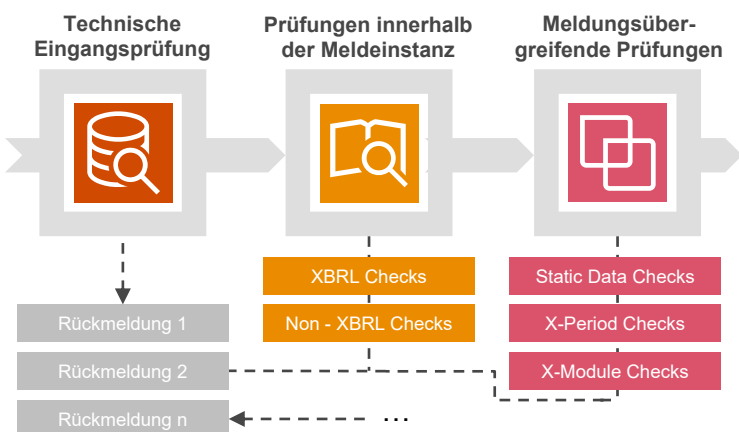 Technische
Eingangsprüfung
Prüfungen innerhalb
der Meldeinstanz
Meldungsüber-
greifende Prüfungen
XBRL Checks
Static Data Checks
Rückmeldung 1
Non - XBRL Checks
X-Period Checks
Rückmeldung 2
X-Module Checks
Rückmeldung n
...